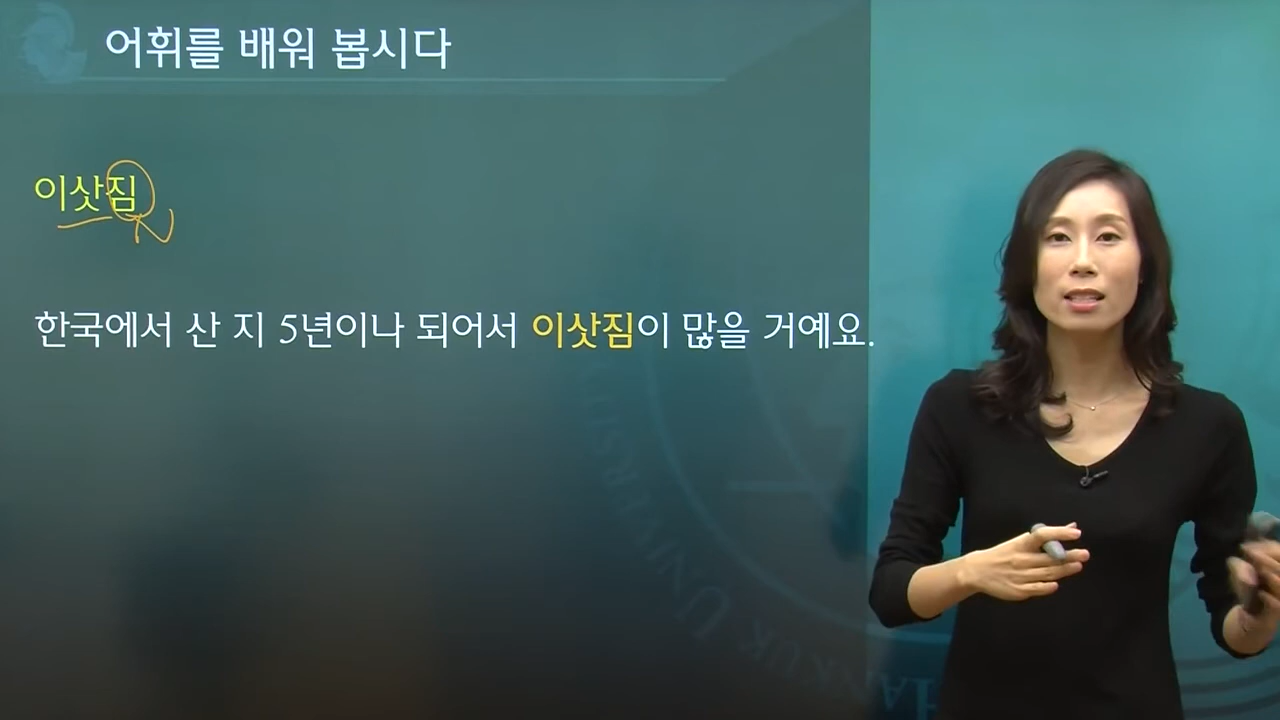 어휘를 배워 봅시다
이삿짐
한국에서 산 지 5년이나 되어서 이삿짐이 많을 거예요.